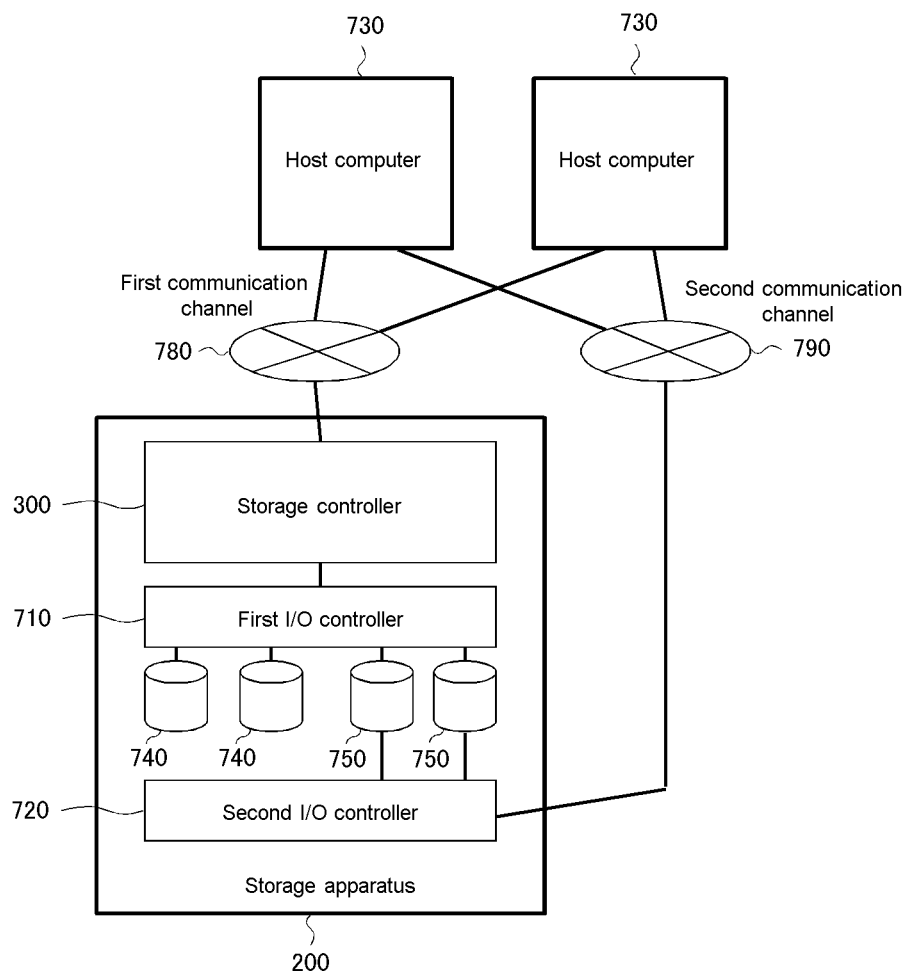 730
730
Host computer
Host computer
First communication
channel
Second communication
channel
780
790
300
Storage controller
710
First I/O controller
740
740
750
750
720
Second I/O controller
Storage apparatus
200